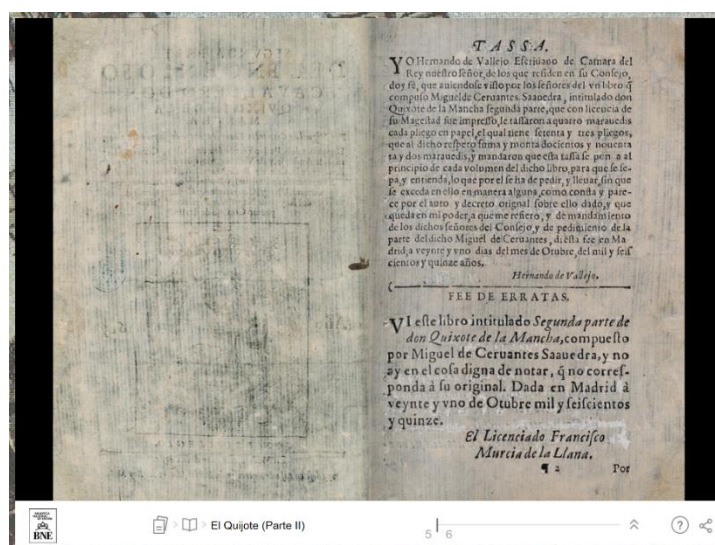 TASSA.
YO Hernando de Vallejo Escriuano de Camara del
Rey nuestro señor, de los que residen en su Consejo,
doy fe, que auiendose visto por los señores del vn libro q̃
compuso Miguel de Ceruantes Saauedra, intitulado don
Quixote de la Mancha segunda parte, que con licencia de
su Magestad fue impresso, le tassaron a quatro marauedis
cada pliego en papel, el qual tiene setenta y tres pliegos,
que al dicho respeto suma y monta docientos y nouenta
ta y dos marauedis, y mandaron que esta tassa se pon a al
principio de cada volumen del dicho libro, para que se se-
pa, y entienda, lo que por el se ha de pedir, y lleuar, sin que
se exceda en ello en manera alguna, como consta y pare-
ce por el auto y decreto orignal sobre ello dado, y que
queda en mi poder, a que me refiero, y de mandamiento
de los dichos señores del Consejo, y de pedimiento de la
parte del dicho Miguel de Ceruantes, di esta fee en Ma-
drid, a veynte y vno dias del mes de Otubre, del mil y seis
cientos y quinze años.
Hernando de Vallejo.
FEE DE ERRATAS.
VI este libro intitulado Segunda parte de
don Quixote de la Mancha, compuesto
por Miguel de Ceruantes Saauedra, y no
ay en el cosa digna de notar, q̃ no corres-
ponda à su original. Dada en Madrid à
veynte y vno de Otubre mil y seiscientos
y quinze.
El Licenciado Francisco
Murcia de la Llana.
¶ 2 Por
BNE
El Quijote (Parte II)
5 6
?